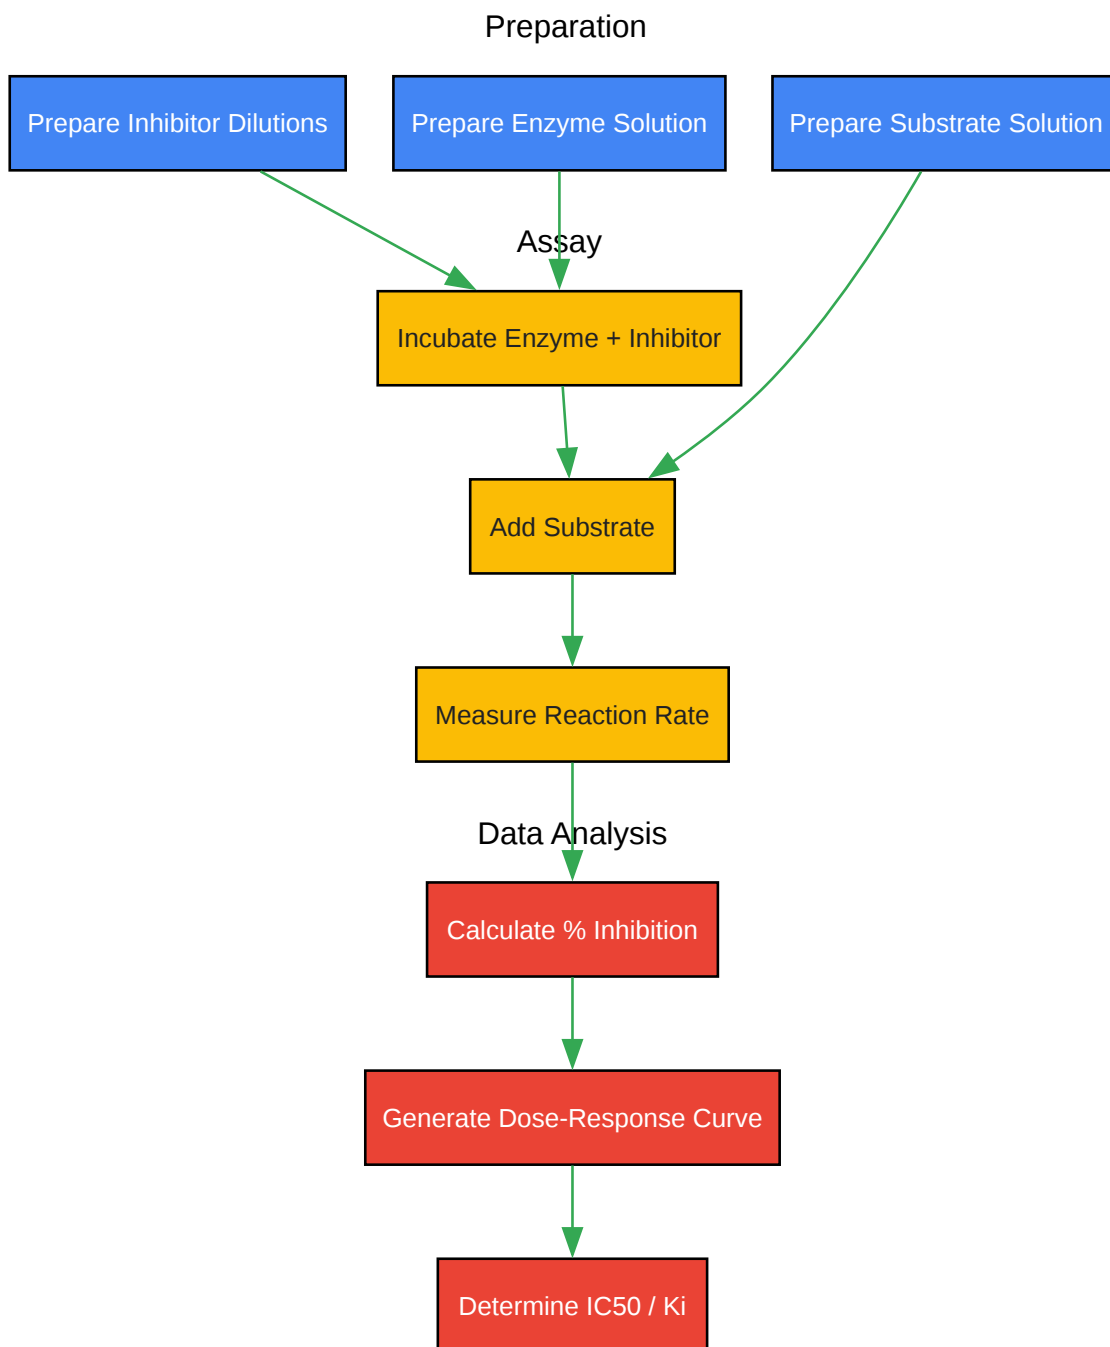 Preparation
Prepare Inhibitor Dilutions
Prepare Enzyme Solution
Prepare Substrate Solution
Assay
Incubate Enzyme + Inhibitor
Add Substrate
Measure Reaction Rate
Data Analysis
Calculate % Inhibition
Generate Dose-Response Curve
Determine IC50 / Ki